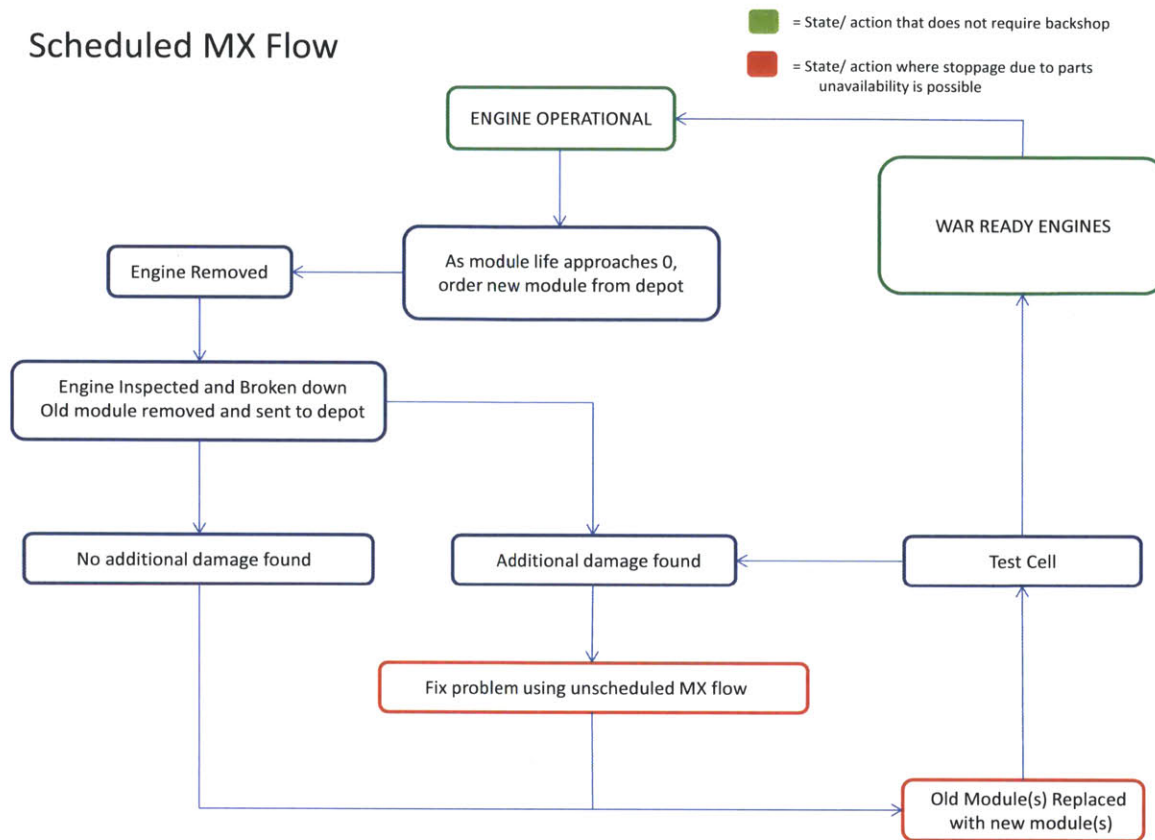 Scheduled MX Flow
= State/ action that does not require backshop
= State/ action where stoppage due to parts
unavailability is possible
ENGINE OPERATIONAL
WAR READY ENGINES
As module life approaches 0,
order new module from depot
Engine Removed
Engine Inspected and Broken down
Old module removed and sent to depot
No additional damage found
Additional damage found
Test Cell
Fix problem using unscheduled MX flow
Old Module(s) Replaced
with new module(s)